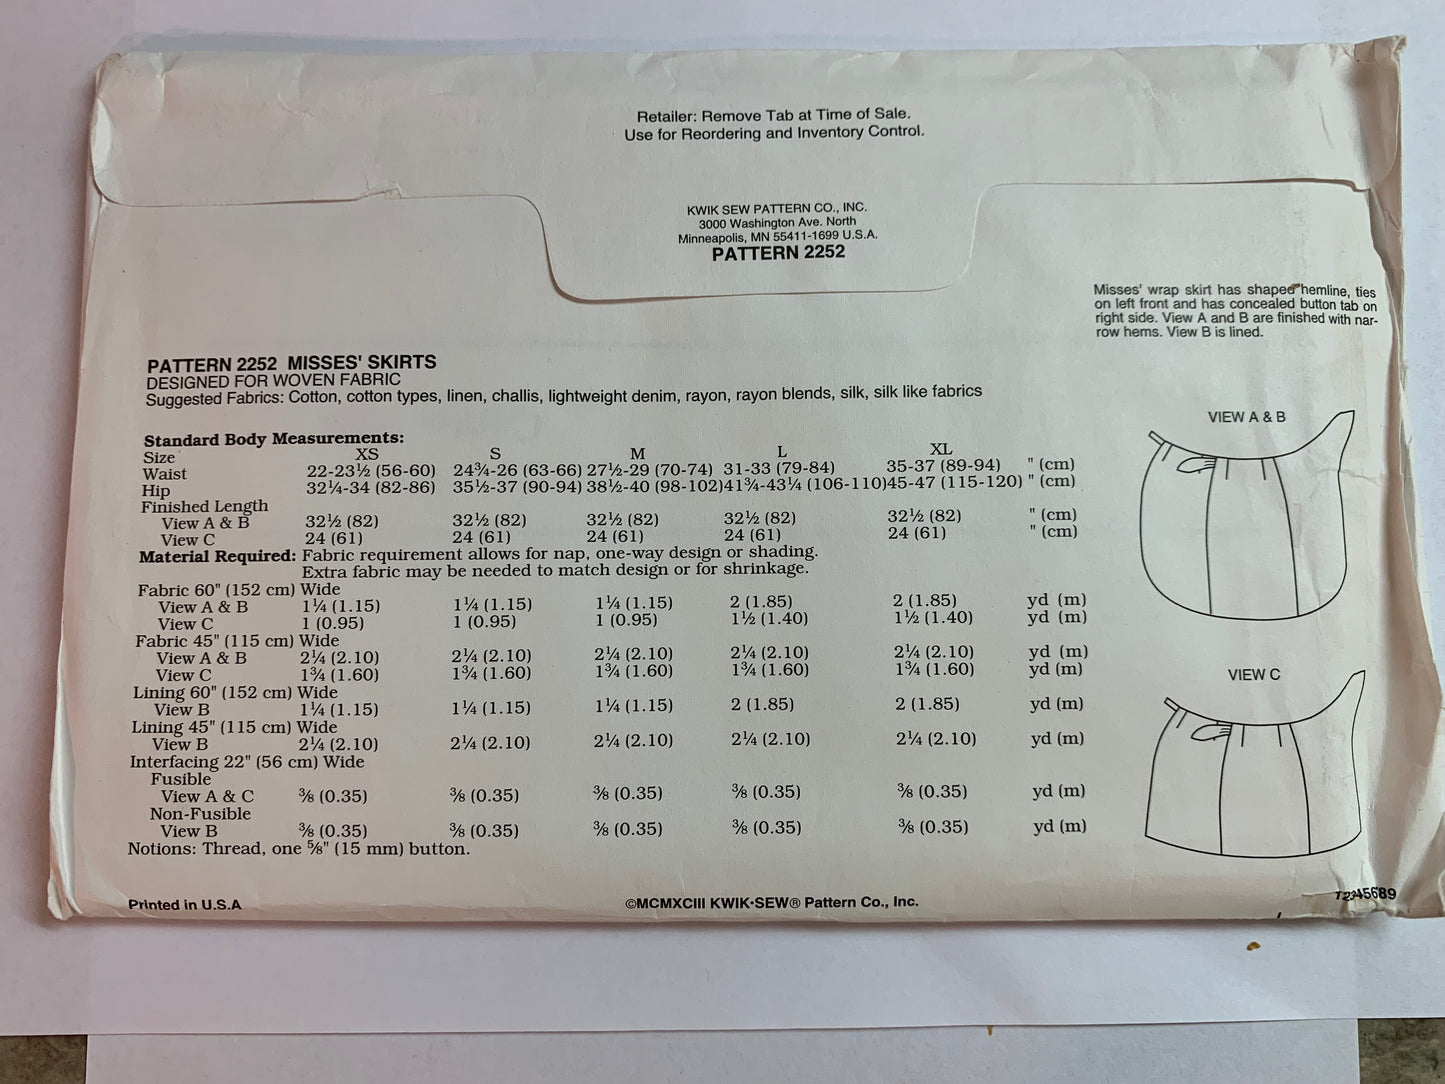 Retailer: Remove Tab at Time of Sale.
Use for Reordering and Inventory Control.
KWIK SEW PATTERN CO., INC.
3000 Washington Ave. North
Minneapolis, MN 55411-1699 U.S.A.
PATTERN 2252
Misses' wrap skirt has shaped hemline, ties
on left front and has concealed button tab on
right side. View A and B are finished with nar-
row hems. View B is lined.
PATTERN 2252 MISSES' SKIRTS
DESIGNED FOR WOVEN FABRIC
Suggested Fabrics: Cotton, cotton types, linen, challis, lightweight denim, rayon, rayon blends, silk, silk like fabrics
Standard Body Measurements:
Size XS S M L XL
Waist 22-23½ (56-60) 24¾-26 (63-66) 27½-29 (70-74) 31-33 (79-84) 35-37 (89-94) " (cm)
Hip 32¼-34 (82-86) 35½-37 (90-94) 38½-40 (98-102) 41¾-43¼ (106-110) 45-47 (115-120) " (cm)
Finished Length
View A & B 32½ (82) 32½ (82) 32½ (82) 32½ (82) 32½ (82) " (cm)
View C 24 (61) 24 (61) 24 (61) 24 (61) 24 (61) " (cm)
Material Required: Fabric requirement allows for nap, one-way design or shading.
Extra fabric may be needed to match design or for shrinkage.
Fabric 60" (152 cm) Wide
View A & B 1¼ (1.15) 1¼ (1.15) 1¼ (1.15) 2 (1.85) 2 (1.85) yd (m)
View C 1 (0.95) 1 (0.95) 1 (0.95) 1½ (1.40) 1½ (1.40) yd (m)
Fabric 45" (115 cm) Wide
View A & B 2¼ (2.10) 2¼ (2.10) 2¼ (2.10) 2¼ (2.10) 2¼ (2.10) yd (m)
View C 1¾ (1.60) 1¾ (1.60) 1¾ (1.60) 1¾ (1.60) 1¾ (1.60) yd (m)
Lining 60" (152 cm) Wide
View B 1¼ (1.15) 1¼ (1.15) 1¼ (1.15) 2 (1.85) 2 (1.85) yd (m)
Lining 45" (115 cm) Wide
View B 2¼ (2.10) 2¼ (2.10) 2¼ (2.10) 2¼ (2.10) 2¼ (2.10) yd (m)
Interfacing 22" (56 cm) Wide
Fusible
View A & C ⅜ (0.35) ⅜ (0.35) ⅜ (0.35) ⅜ (0.35) ⅜ (0.35) yd (m)
Non-Fusible
View B ⅜ (0.35) ⅜ (0.35) ⅜ (0.35) ⅜ (0.35) ⅜ (0.35) yd (m)
Notions: Thread, one ⅝" (15 mm) button.
VIEW A & B
VIEW C
Printed in U.S.A
©MCMXCIII KWIK•SEW® Pattern Co., Inc.